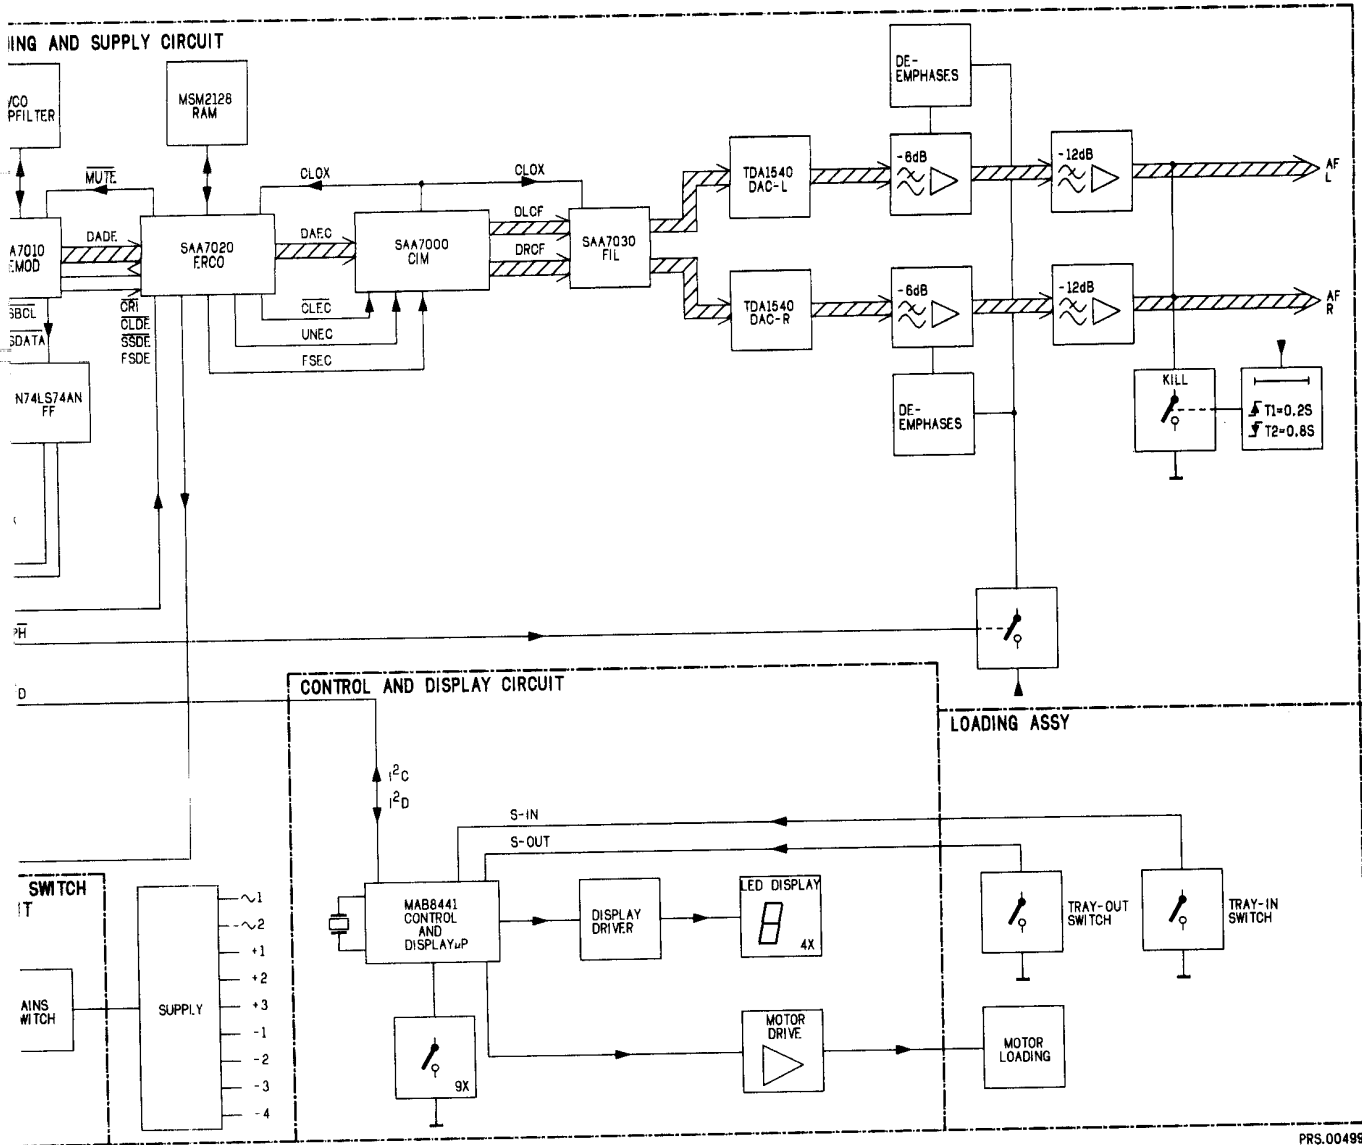 NING AND SUPPLY CIRCUIT
VCO
PFILTER
MSM2128
RAM
DE-
EMPHASES
MUTE
CLOX
CLOX
-6dB
-12dB
TDA1540
DAC-L
AF
L
DADE
A7010
EMOD
SAA7020
ERCO
DAEC
SAA7000
CIM
DLCF
DRCF
SAA7030
FIL
TDA1540
DAC-R
-6dB
-12dB
AF
R
SBCL
SDATA
CRI
CLDE
SSDE
FSDE
CLEC
UNEC
FSEC
N74LS74AN
FF
DE-
EMPHASES
KILL
T1=0.2S
T2=0.8S
PH
D
CONTROL AND DISPLAY CIRCUIT
LOADING ASSY
I²C
I²D
S-IN
S-OUT
SWITCH
IT
~1
~2
+1
+2
+3
-1
-2
-3
-4
AINS
WITCH
SUPPLY
MAB8441
CONTROL
AND
DISPLAYµP
DISPLAY
DRIVER
LED DISPLAY
4X
TRAY-OUT
SWITCH
TRAY-IN
SWITCH
9X
MOTOR
DRIVE
MOTOR
LOADING
PRS.00499